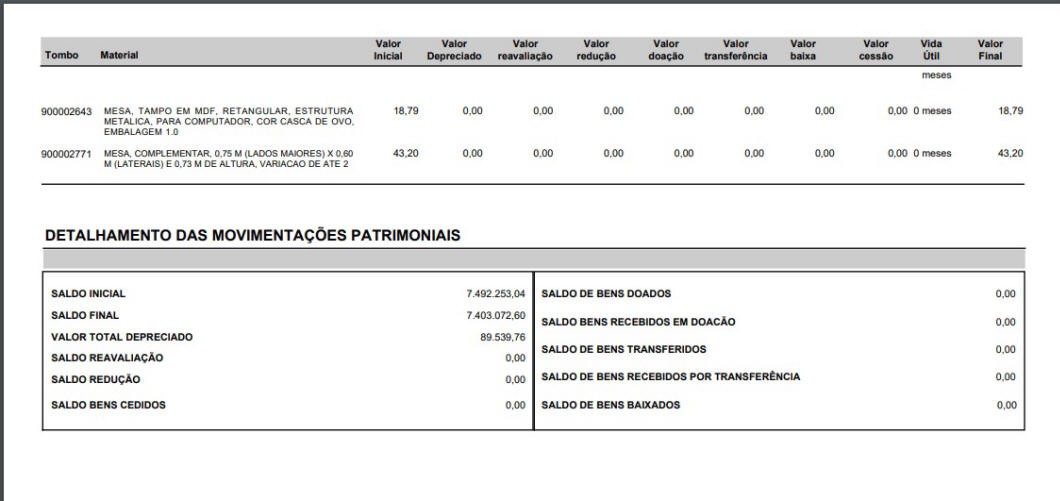 Tombo Material Valor Inicial Valor Depreciado Valor reavaliação Valor redução Valor doação Valor transferência Valor baixa Valor cessão Vida Útil Valor Final
meses
900002643 MESA, TAMPO EM MDF, RETANGULAR, ESTRUTURA 18,79 0,00 0,00 0,00 0,00 0,00 0,00 0,00 0 meses 18,79
METALICA, PARA COMPUTADOR, COR CASCA DE OVO,
EMBALAGEM 1.0
900002771 MESA, COMPLEMENTAR, 0,75 M (LADOS MAIORES) X 0,60 43,20 0,00 0,00 0,00 0,00 0,00 0,00 0,00 0 meses 43,20
M (LATERAIS) E 0,73 M DE ALTURA, VARIACAO DE ATE 2
DETALHAMENTO DAS MOVIMENTAÇÕES PATRIMONIAIS
SALDO INICIAL 7.492.253,04
SALDO FINAL 7.403.072,60
VALOR TOTAL DEPRECIADO 89.539,76
SALDO REAVALIAÇÃO 0,00
SALDO REDUÇÃO 0,00
SALDO BENS CEDIDOS 0,00
SALDO DE BENS DOADOS 0,00
SALDO BENS RECEBIDOS EM DOACÃO 0,00
SALDO DE BENS TRANSFERIDOS 0,00
SALDO DE BENS RECEBIDOS POR TRANSFERÊNCIA 0,00
SALDO DE BENS BAIXADOS 0,00